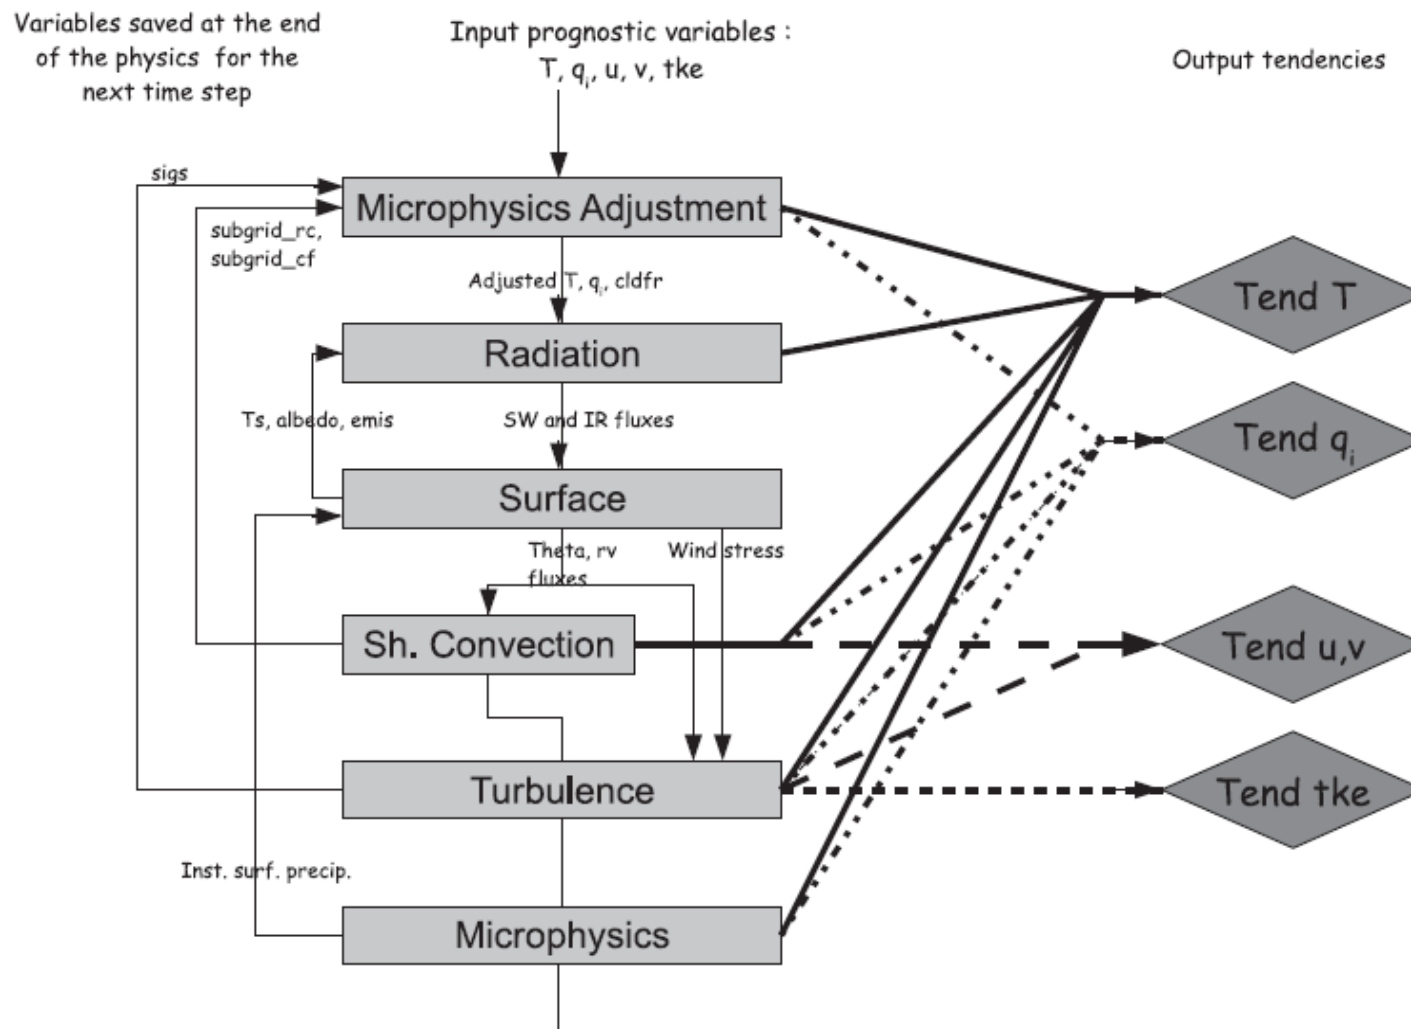 Variables saved at the end
of the physics for the
next time step
Input prognostic variables :
T, qi, u, v, tke
Output tendencies
sigs
Microphysics Adjustment
subgrid_rc,
subgrid_cf
Adjusted T, qi, cldfr
Tend T
Radiation
Ts, albedo, emis
SW and IR fluxes
Tend qi
Surface
Theta, rv
fluxes
Wind stress
Sh. Convection
Tend u,v
Turbulence
Tend tke
Inst. surf. precip.
Microphysics